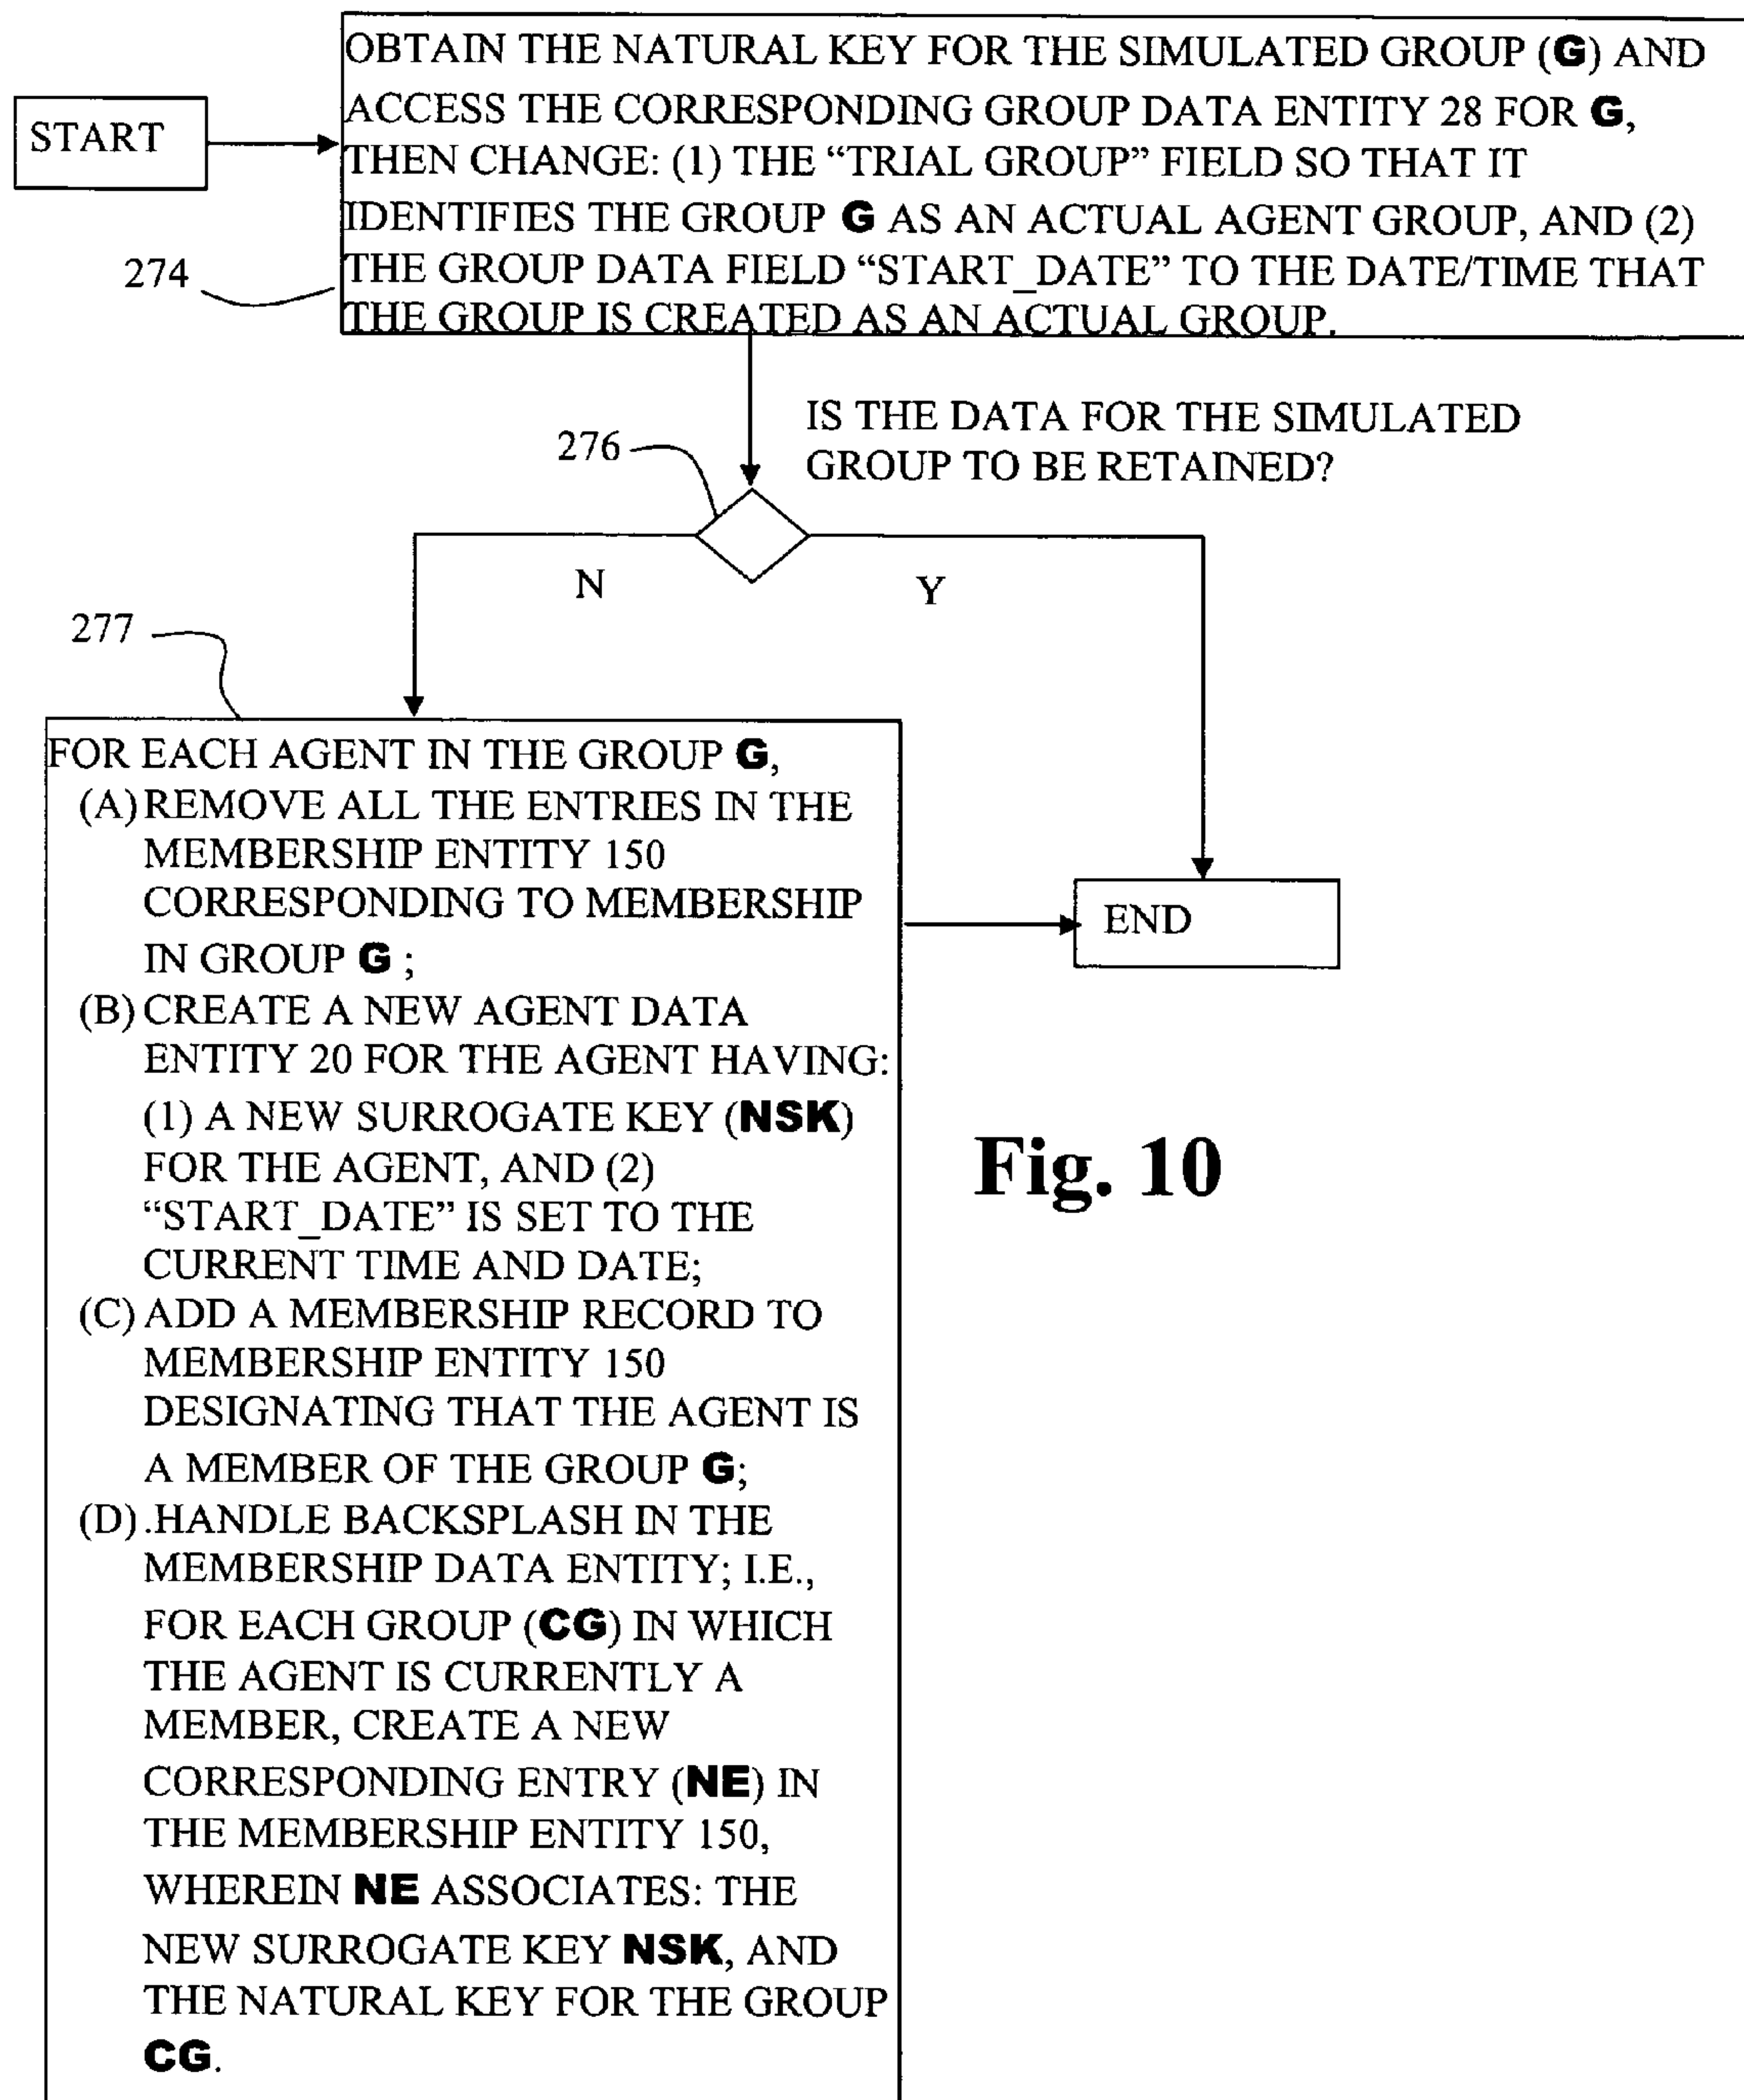 START
OBTAIN THE NATURAL KEY FOR THE SIMULATED GROUP (G) AND
ACCESS THE CORRESPONDING GROUP DATA ENTITY 28 FOR G,
THEN CHANGE: (1) THE “TRIAL GROUP” FIELD SO THAT IT
IDENTIFIES THE GROUP G AS AN ACTUAL AGENT GROUP, AND (2)
THE GROUP DATA FIELD “START_DATE” TO THE DATE/TIME THAT
THE GROUP IS CREATED AS AN ACTUAL GROUP.
274
IS THE DATA FOR THE SIMULATED
GROUP TO BE RETAINED?
276
N
Y
277
FOR EACH AGENT IN THE GROUP G,
(A) REMOVE ALL THE ENTRIES IN THE
MEMBERSHIP ENTITY 150
CORRESPONDING TO MEMBERSHIP
IN GROUP G ;
(B) CREATE A NEW AGENT DATA
ENTITY 20 FOR THE AGENT HAVING:
(1) A NEW SURROGATE KEY (NSK)
FOR THE AGENT, AND (2)
“START_DATE” IS SET TO THE
CURRENT TIME AND DATE;
(C) ADD A MEMBERSHIP RECORD TO
MEMBERSHIP ENTITY 150
DESIGNATING THAT THE AGENT IS
A MEMBER OF THE GROUP G;
(D) .HANDLE BACKSPLASH IN THE
MEMBERSHIP DATA ENTITY; I.E.,
FOR EACH GROUP (CG) IN WHICH
THE AGENT IS CURRENTLY A
MEMBER, CREATE A NEW
CORRESPONDING ENTRY (NE) IN
THE MEMBERSHIP ENTITY 150,
WHEREIN NE ASSOCIATES: THE
NEW SURROGATE KEY NSK, AND
THE NATURAL KEY FOR THE GROUP
CG.
END
Fig. 10